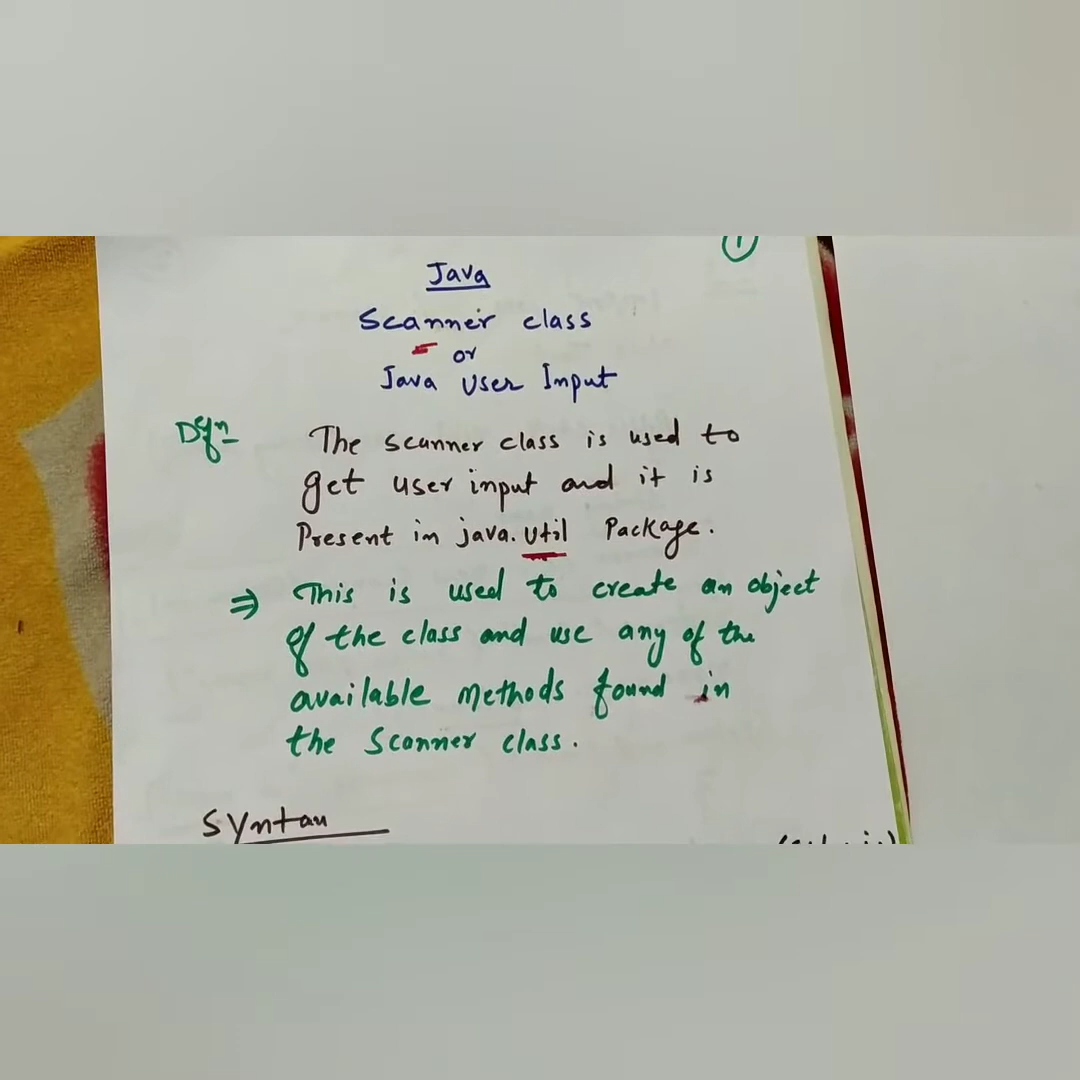 1
Java
Scanner class
or
Java User Input
Defn The scanner class is used to
get user input and it is
Present in java.util Package.
⇒ This is used to create an object
of the class and use any of the
available methods found in
the Scanner class.
Syntax